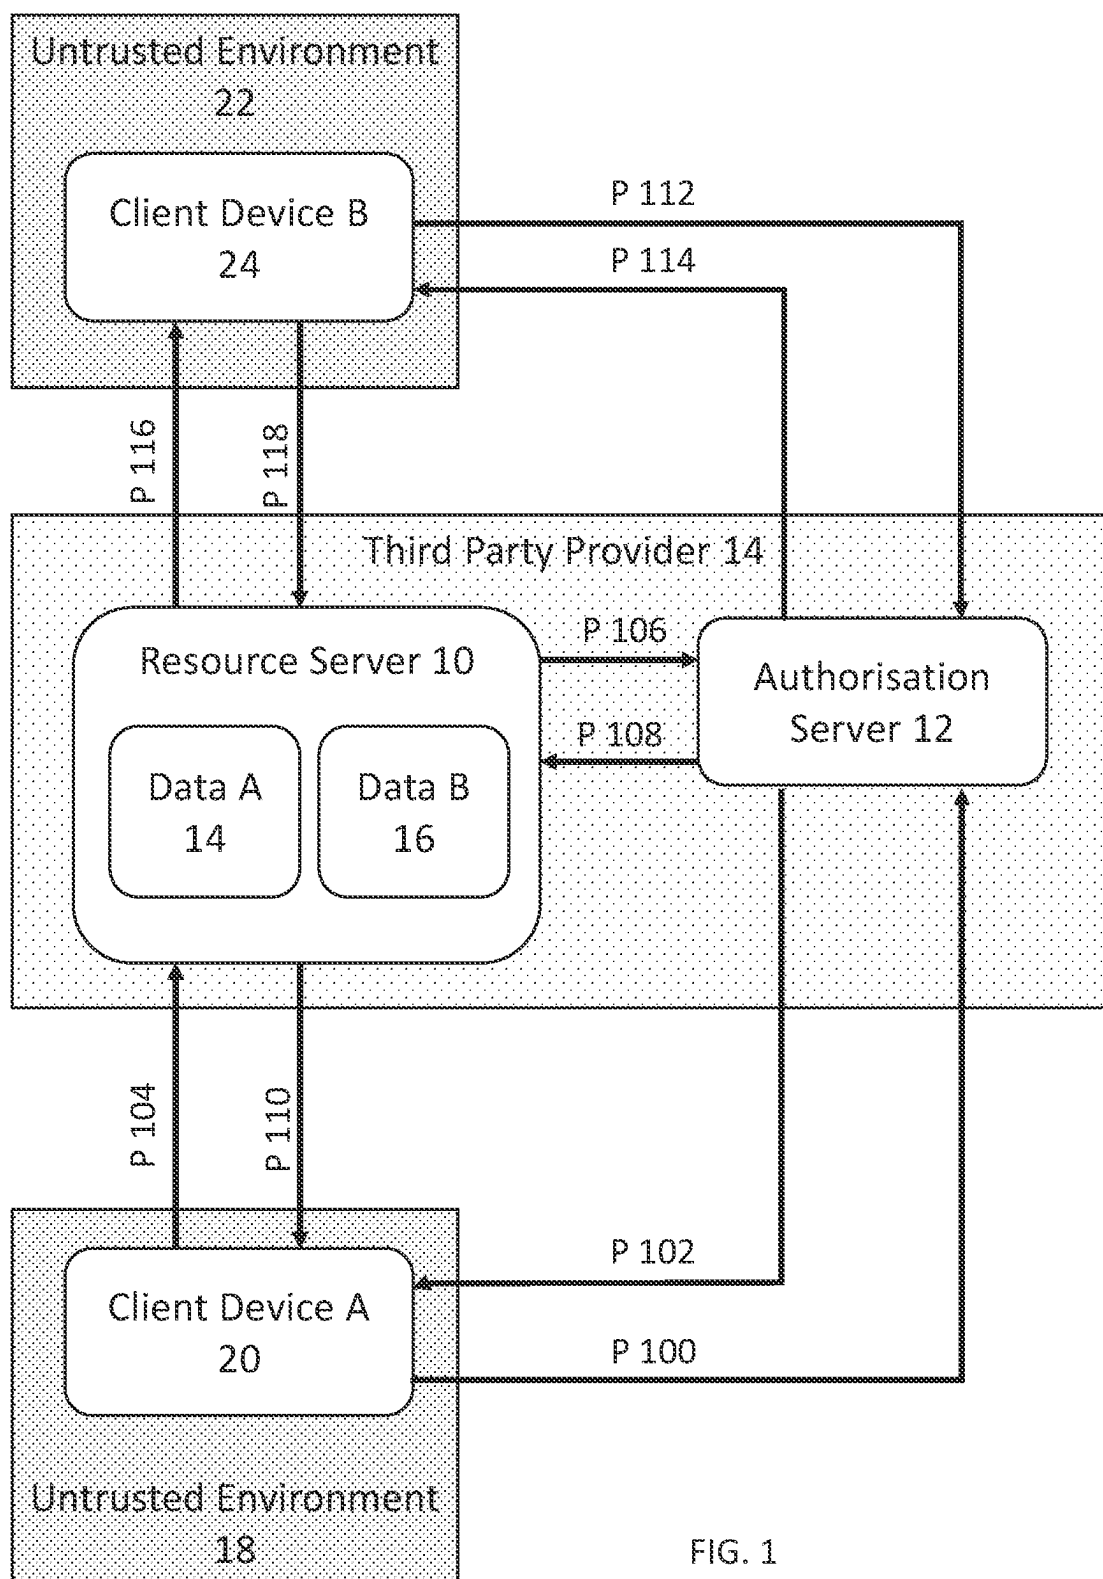 Untrusted Environment
22
Client Device B
24
P 112
P 114
P 116
P 118
Third Party Provider 14
Resource Server 10
P 106
Authorisation
Server 12
P 108
Data A
14
Data B
16
P 104
P 110
P 102
Client Device A
20
P 100
Untrusted Environment
18
FIG. 1